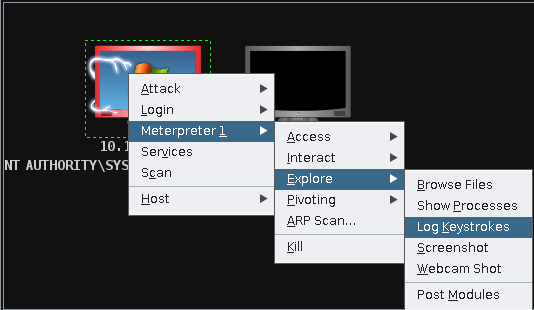 Attack
Login
Meterpreter 1
Services
Scan
Host
Access
Interact
Explore
Pivoting
ARP Scan...
Kill
Browse Files
Show Processes
Log Keystrokes
Screenshot
Webcam Shot
Post Modules
10.1
NT AUTHORITY\SYS